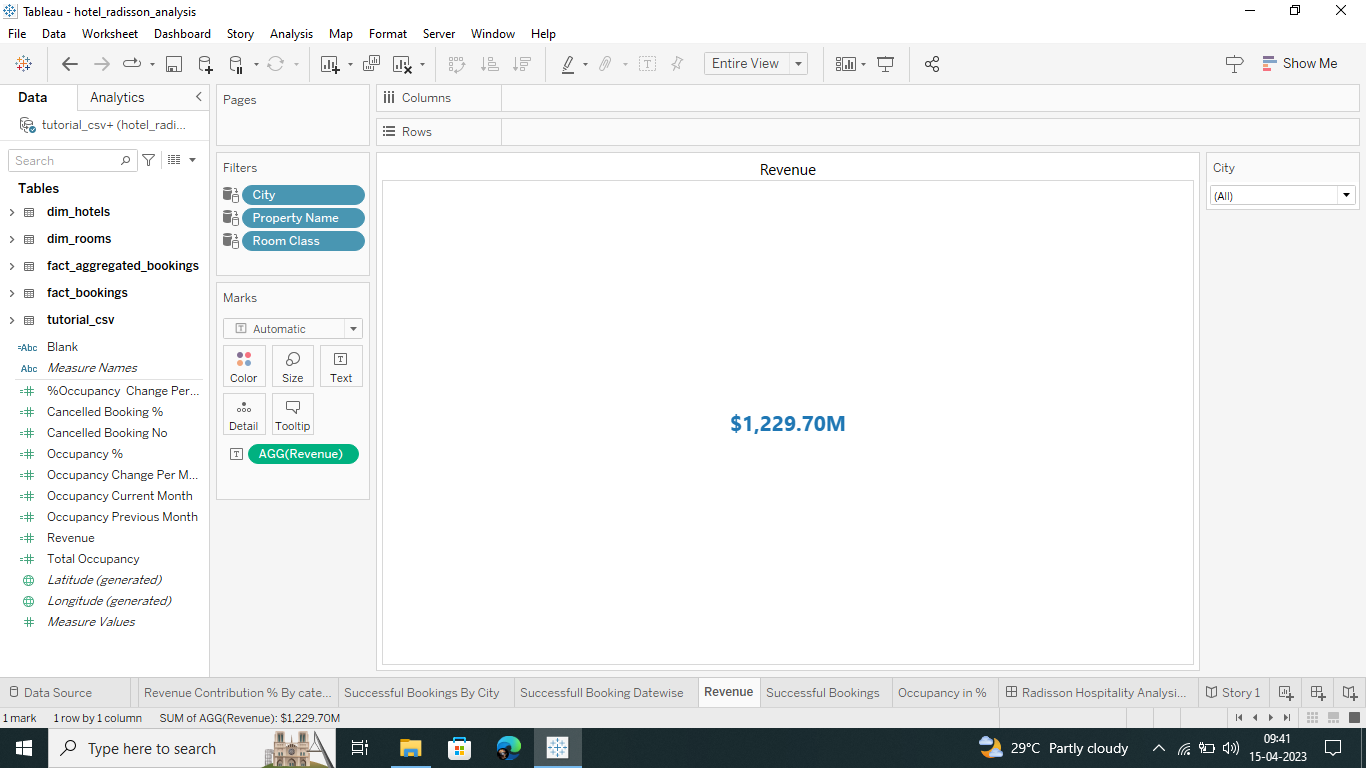 Tableau - hotel_radisson_analysis
File Data Worksheet Dashboard Story Analysis Map Format Server Window Help
Entire View
Show Me
Data Analytics
tutorial_csv+ (hotel_radi...
Search
Tables
dim_hotels
dim_rooms
fact_aggregated_bookings
fact_bookings
tutorial_csv
=Abc Blank
Abc Measure Names
%Occupancy Change Per...
Cancelled Booking %
Cancelled Booking No
Occupancy %
Occupancy Change Per M...
Occupancy Current Month
Occupancy Previous Month
Revenue
Total Occupancy
Latitude (generated)
Longitude (generated)
Measure Values
Pages
Filters
City
Property Name
Room Class
Marks
T Automatic
Color Size T Text
Detail Tooltip
T AGG(Revenue)
Columns
Rows
Revenue
$1,229.70M
City
(All)
Data Source Revenue Contribution % By cate... Successful Bookings By City Successfull Booking Datewise Revenue Successful Bookings Occupancy in % Radisson Hospitality Analysi... Story 1
1 mark 1 row by 1 column SUM of AGG(Revenue): $1,229.70M
Type here to search
29°C Partly cloudy
09:41
15-04-2023